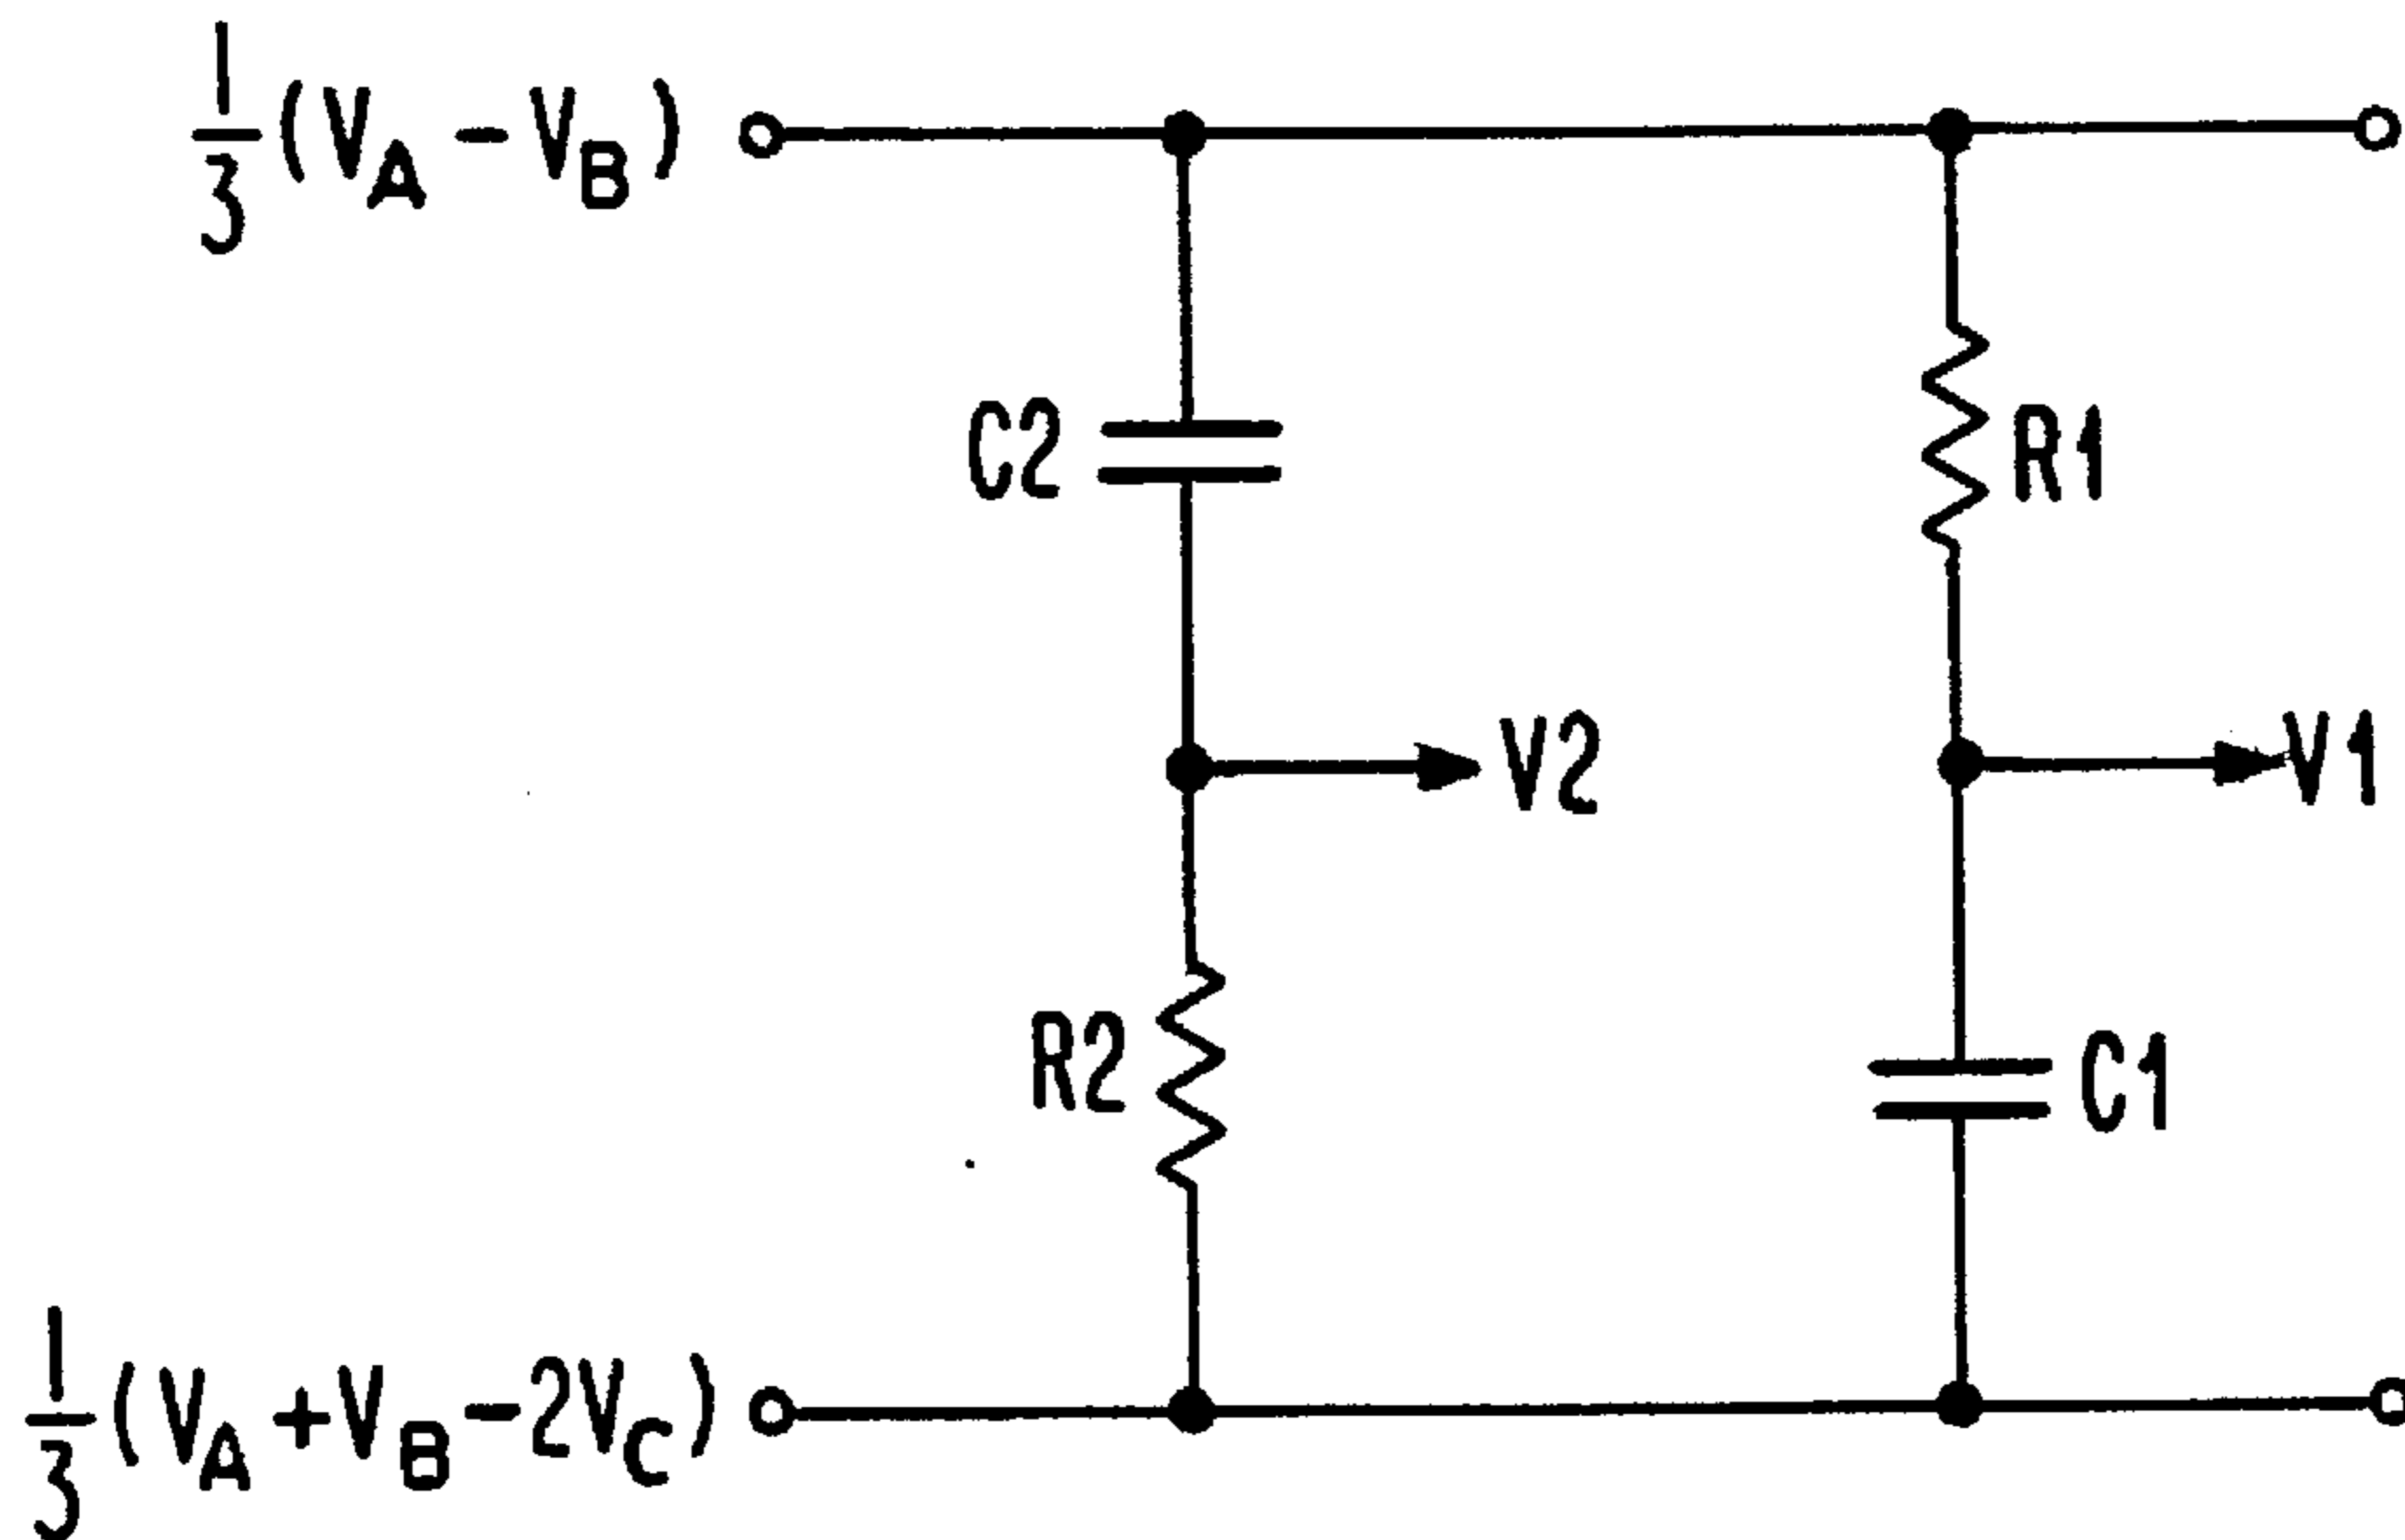 1/3 (VA - VB)
C2
R1
V2
V1
R2
C1
1/3 (VA + VB - 2VC)